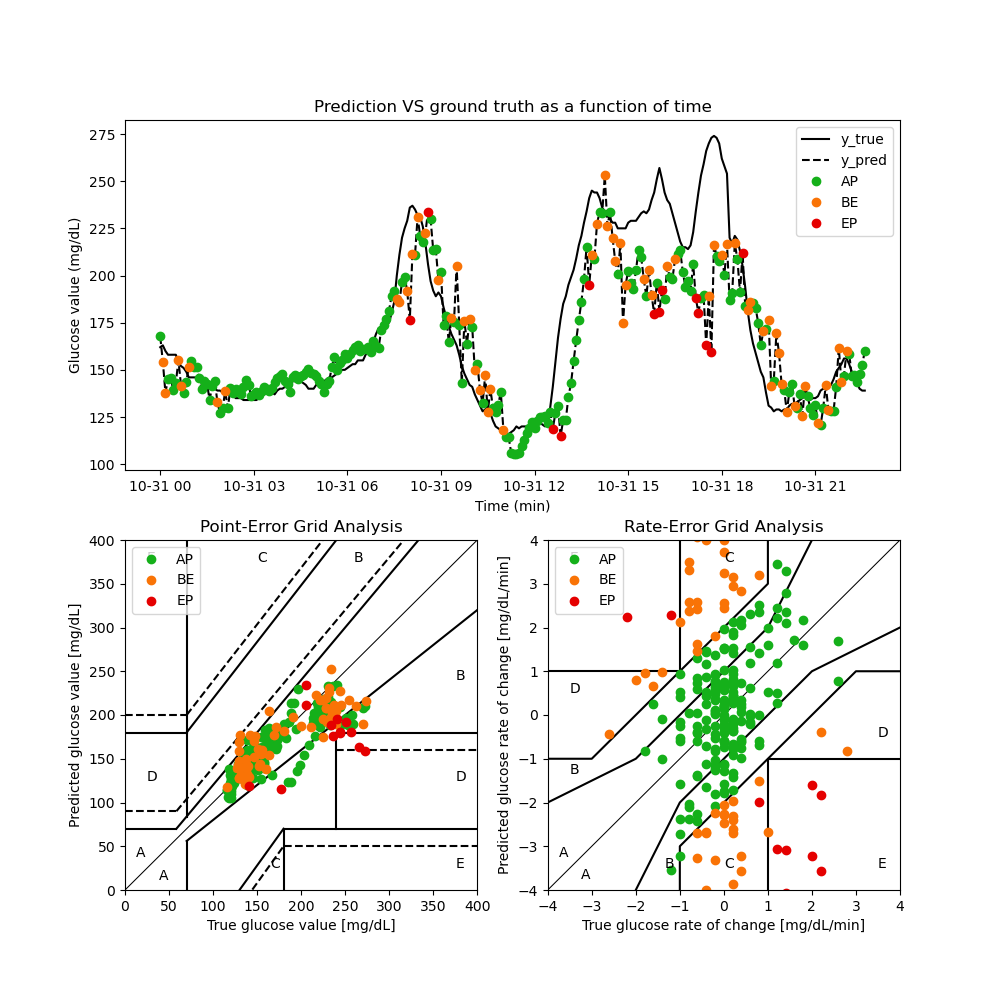 Prediction VS ground truth as a function of time
Glucose value (mg/dL)
275
250
225
200
175
150
125
100
y_true
y_pred
AP
BE
EP
10-31 00 10-31 03 10-31 06 10-31 09 10-31 12 10-31 15 10-31 18 10-31 21
Time (min)
Point-Error Grid Analysis
Predicted glucose value [mg/dL]
400
350
300
250
200
150
100
50
0
AP
BE
EP
C
B
B
D
D
A
A
C
E
0 50 100 150 200 250 300 350 400
True glucose value [mg/dL]
Rate-Error Grid Analysis
Predicted glucose rate of change [mg/dL/min]
4
3
2
1
0
−1
−2
−3
−4
AP
BE
EP
C
D
D
B
A
A
B
C
E
−4 −3 −2 −1 0 1 2 3 4
True glucose rate of change [mg/dL/min]